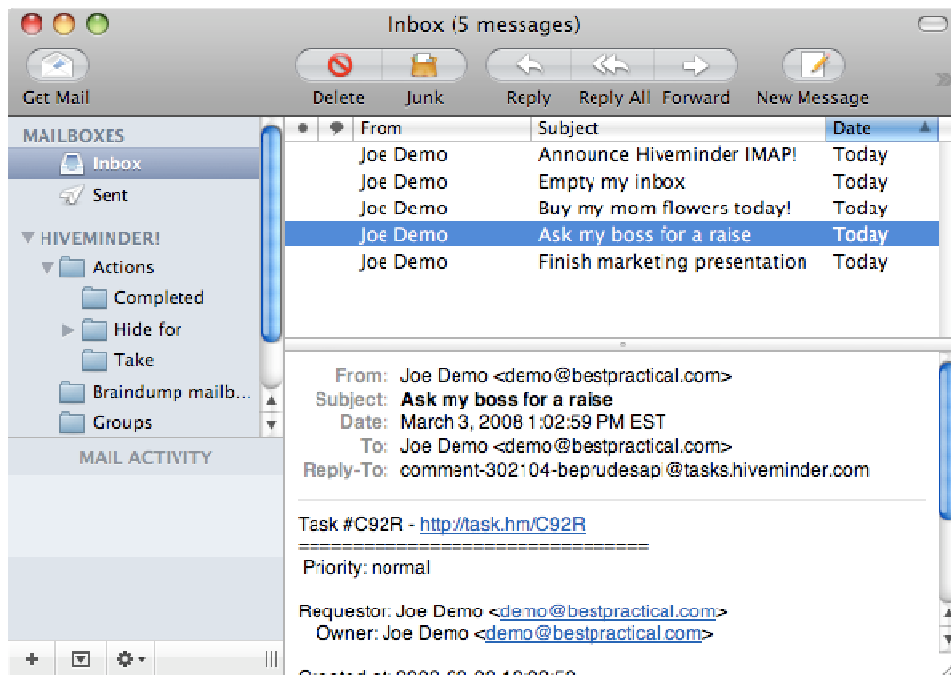 Inbox (5 messages)
Get Mail
Delete Junk Reply Reply All Forward New Message
MAILBOXES
Inbox
Sent
HIVEMINDER!
Actions
Completed
Hide for
Take
Braindump mailb...
Groups
MAIL ACTIVITY
From Subject Date
Joe Demo Announce Hiveminder IMAP! Today
Joe Demo Empty my inbox Today
Joe Demo Buy my mom flowers today! Today
Joe Demo Ask my boss for a raise Today
Joe Demo Finish marketing presentation Today
From: Joe Demo <demo@bestpractical.com>
Subject: Ask my boss for a raise
Date: March 3, 2008 1:02:59 PM EST
To: Joe Demo <demo@bestpractical.com>
Reply-To: comment-302104-beprudesapi@tasks.hiveminder.com
Task #C92R - http://task.hm/C92R
=================================
Priority: normal
Requestor: Joe Demo <demo@bestpractical.com>
Owner: Joe Demo <demo@bestpractical.com>
Created at: